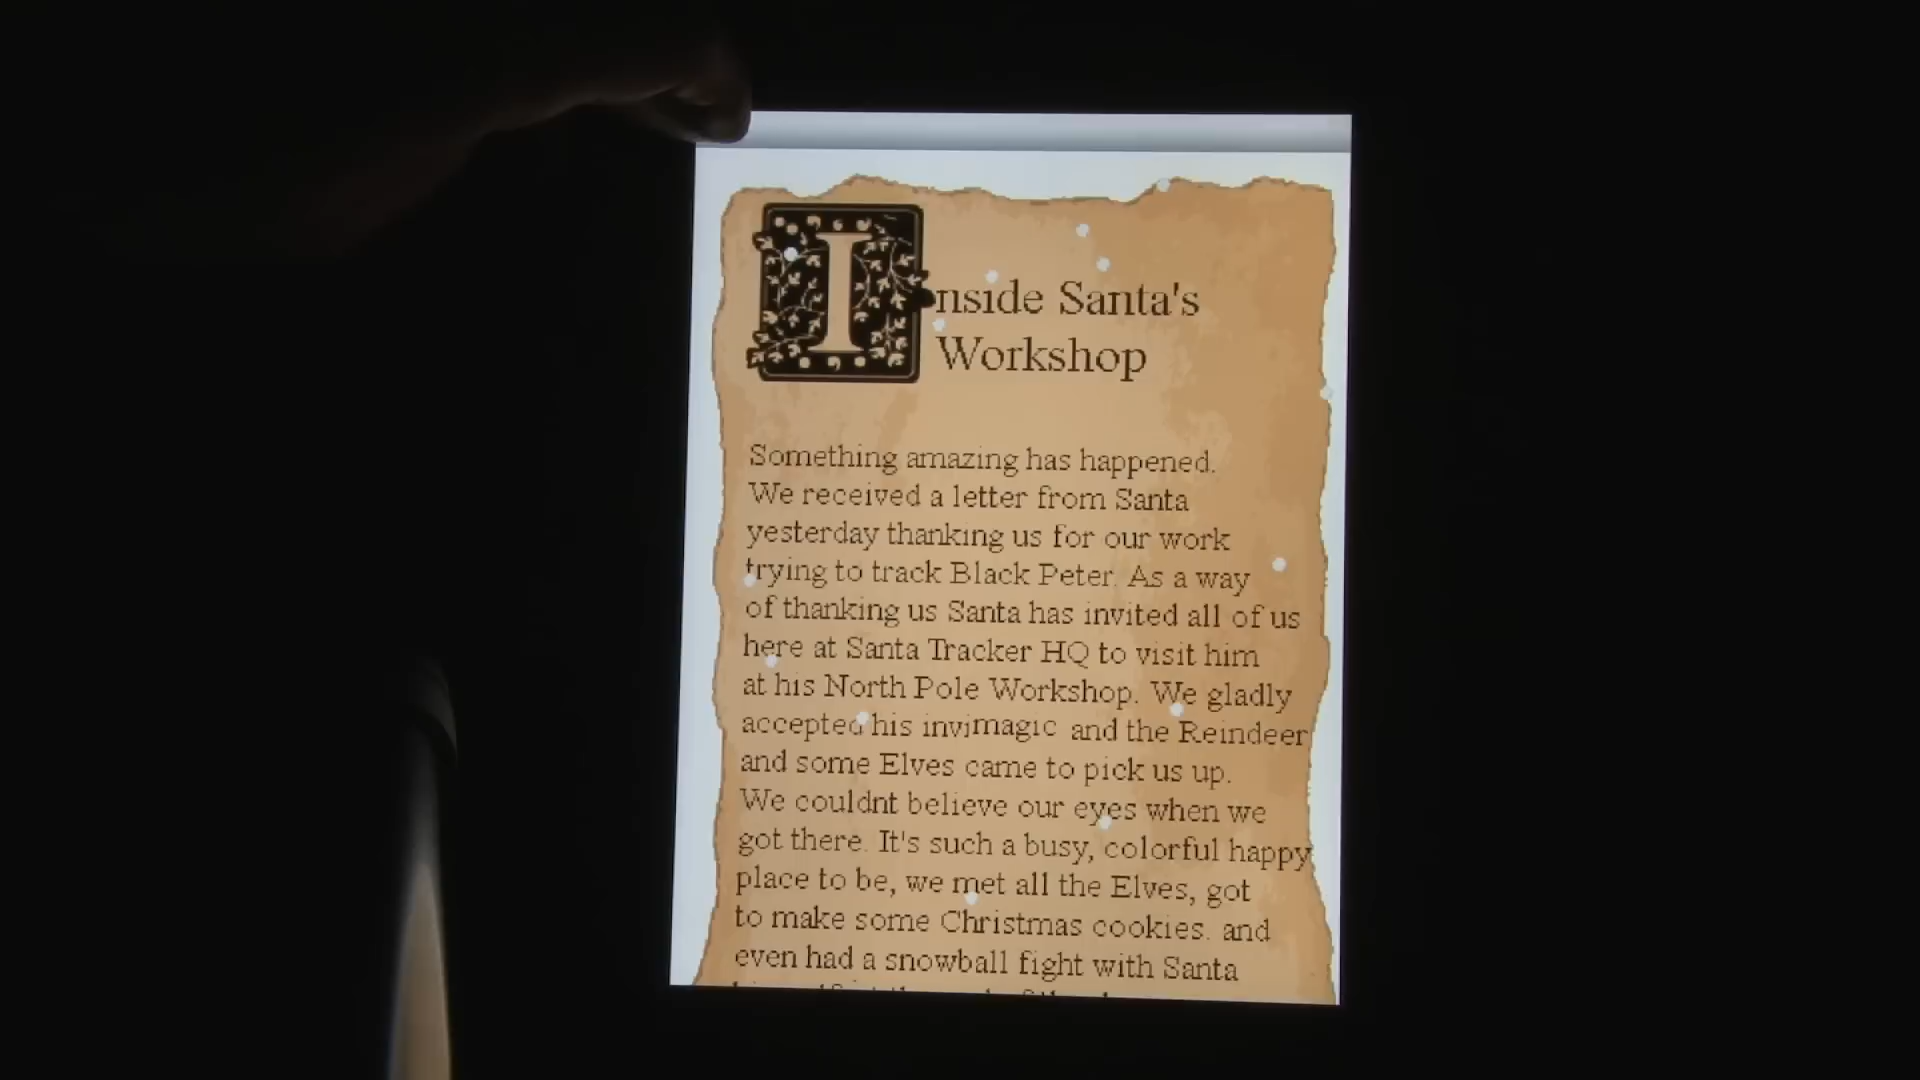 Inside Santa's
Workshop
Something amazing has happened.
We received a letter from Santa
yesterday thanking us for our work
trying to track Black Peter. As a way
of thanking us Santa has invited all of us
here at Santa Tracker HQ to visit him
at his North Pole Workshop. We gladly
accepted his invimagic and the Reindeer
and some Elves came to pick us up.
We couldnt believe our eyes when we
got there. It's such a busy, colorful happy
place to be, we met all the Elves, got
to make some Christmas cookies. and
even had a snowball fight with Santa